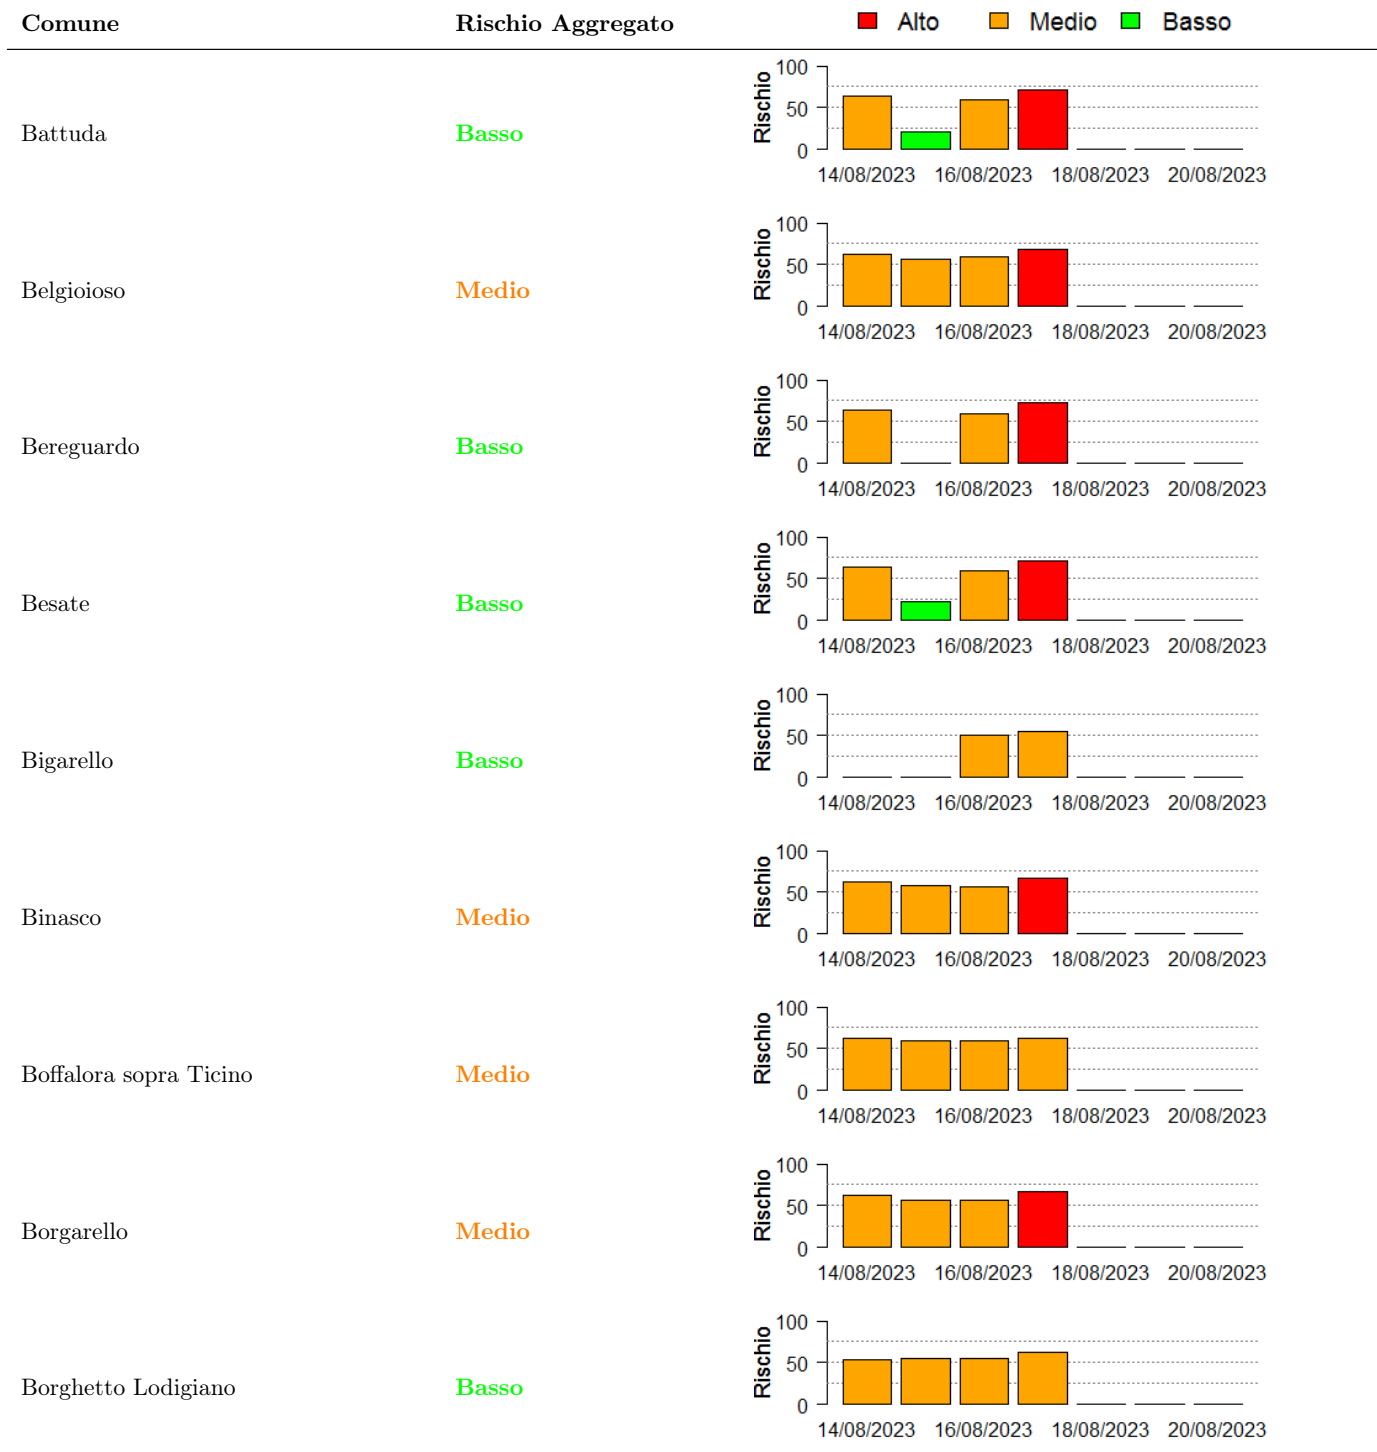 Comune Rischio Aggregato Alto Medio Basso
Battuda Basso
Rischio
100
50
0
14/08/2023 16/08/2023 18/08/2023 20/08/2023
Belgioioso Medio
Rischio
100
50
0
14/08/2023 16/08/2023 18/08/2023 20/08/2023
Bereguardo Basso
Rischio
100
50
0
14/08/2023 16/08/2023 18/08/2023 20/08/2023
Besate Basso
Rischio
100
50
0
14/08/2023 16/08/2023 18/08/2023 20/08/2023
Bigarello Basso
Rischio
100
50
0
14/08/2023 16/08/2023 18/08/2023 20/08/2023
Binasco Medio
Rischio
100
50
0
14/08/2023 16/08/2023 18/08/2023 20/08/2023
Boffalora sopra Ticino Medio
Rischio
100
50
0
14/08/2023 16/08/2023 18/08/2023 20/08/2023
Borgarello Medio
Rischio
100
50
0
14/08/2023 16/08/2023 18/08/2023 20/08/2023
Borghetto Lodigiano Basso
Rischio
100
50
0
14/08/2023 16/08/2023 18/08/2023 20/08/2023